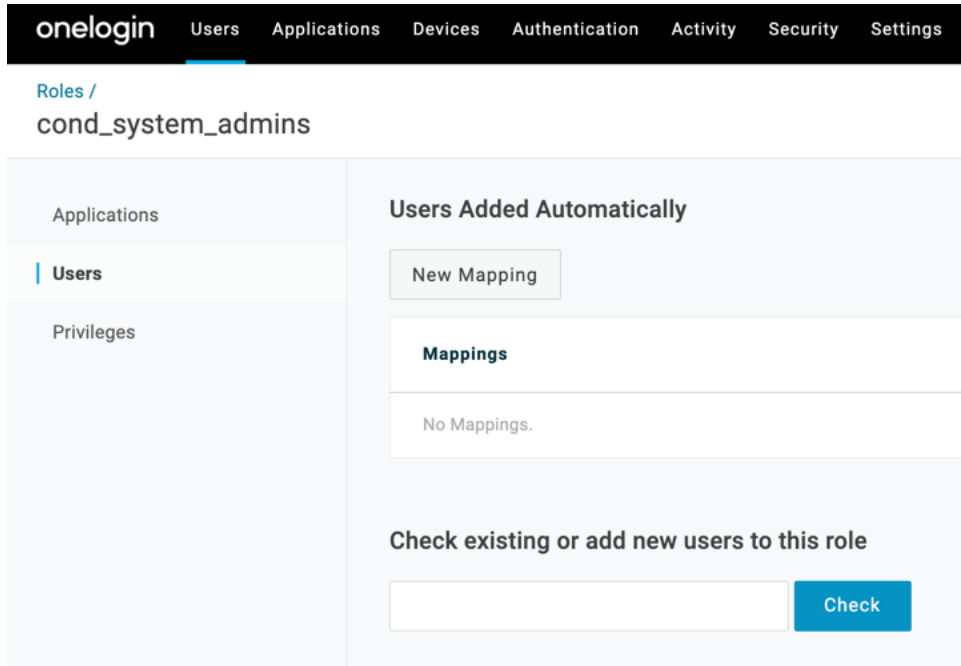 onelogin Users Applications Devices Authentication Activity Security Settings
Roles /
cond_system_admins
Applications
Users
Privileges
Users Added Automatically
New Mapping
Mappings
No Mappings.
Check existing or add new users to this role
Check